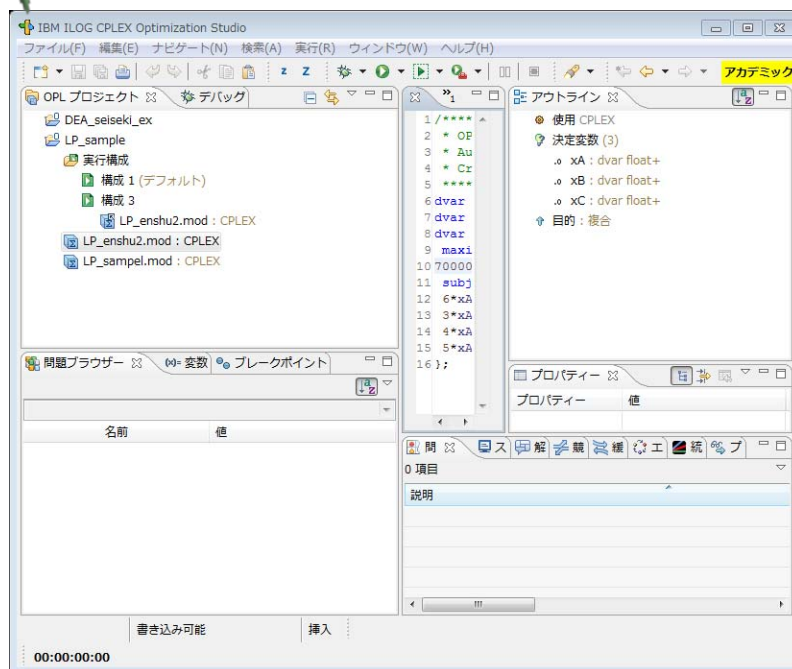 IBM ILOG CPLEX Optimization Studio
ファイル(F) 編集(E) ナビゲート(N) 検索(A) 実行(R) ウィンドウ(W) ヘルプ(H)
アカデミック
OPL プロジェクト デバッグ
DEA_seiseki_ex
LP_sample
実行構成
構成 1 (デフォルト)
構成 3
LP_enshu2.mod : CPLEX
LP_enshu2.mod : CPLEX
LP_sampel.mod : CPLEX
»1
1 /****
2 * OP
3 * Au
4 * Cr
5 ****
6 dvar
7 dvar
8 dvar
9 maxi
10 70000
11 subj
12 6*xA
13 3*xA
14 4*xA
15 5*xA
16 };
アウトライン
使用 CPLEX
決定変数 (3)
xA : dvar float+
xB : dvar float+
xC : dvar float+
目的 : 複合
問題ブラウザー (x)= 変数 ブレークポイント
名前 値
プロパティー
プロパティー 値
問 ス 解 競 緩 エ 統 プ
0 項目
説明
書き込み可能 挿入
00:00:00:00